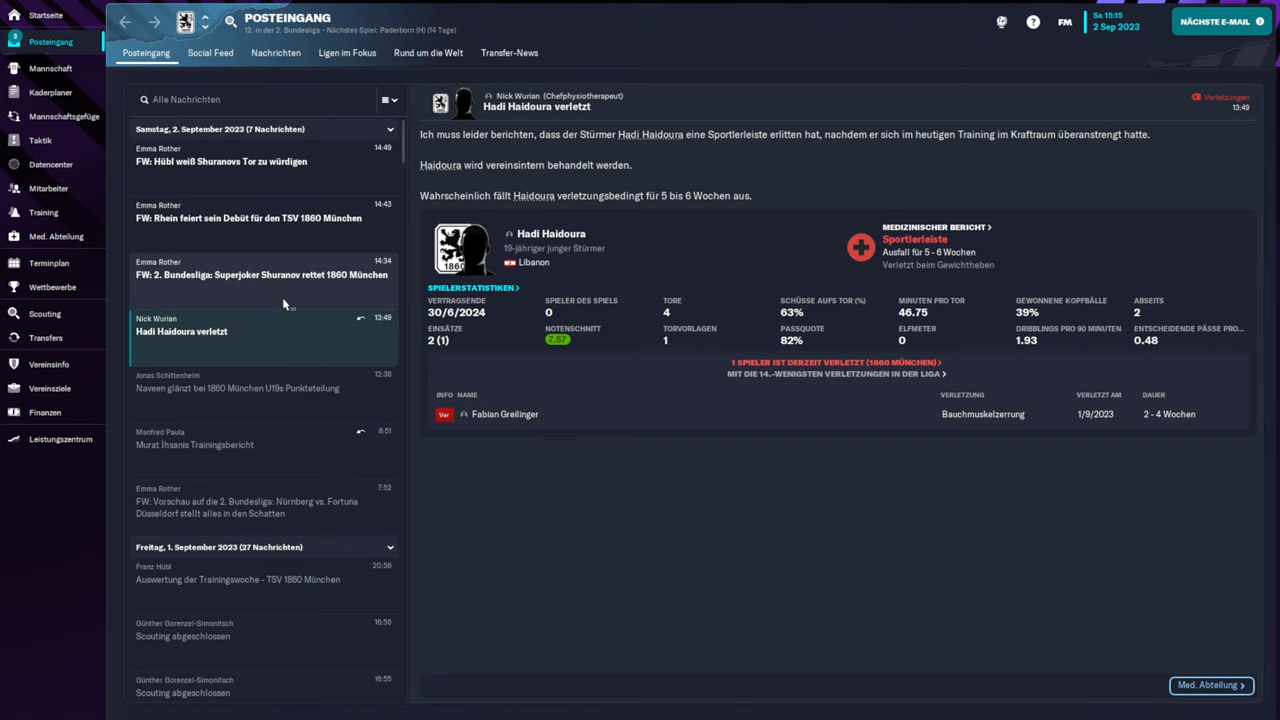 Startseite
3
Posteingang
Mannschaft
Kaderplaner
Mannschaftsgefüge
Taktik
Datencenter
Mitarbeiter
Training
Med. Abteilung
Terminplan
Wettbewerbe
Scouting
Transfers
Vereinsinfo
Vereinsziele
Finanzen
Leistungszentrum
POSTEINGANG
12. in der 2. Bundesliga - Nächstes Spiel: Paderborn (H) (14 Tage)
FM
Sa 15:15
2 Sep 2023
NÄCHSTE E-MAIL
Posteingang
Social Feed
Nachrichten
Ligen im Fokus
Rund um die Welt
Transfer-News
Alle Nachrichten
Samstag, 2. September 2023 (7 Nachrichten)
Emma Rother 14:49
FW: Hübl weiß Shuranovs Tor zu würdigen
Emma Rother 14:43
FW: Rhein feiert sein Debüt für den TSV 1860 München
Emma Rother 14:34
FW: 2. Bundesliga: Superjoker Shuranov rettet 1860 München
Nick Wurian 13:49
Hadi Haidoura verletzt
Jonas Schittenhelm 12:38
Naveen glänzt bei 1860 München U19s Punkteteilung
Manfred Paula 8:51
Murat İhsanis Trainingsbericht
Emma Rother 7:52
FW: Vorschau auf die 2. Bundesliga: Nürnberg vs. Fortuna
Düsseldorf stellt alles in den Schatten
Freitag, 1. September 2023 (27 Nachrichten)
Franz Hübl 20:58
Auswertung der Trainingswoche - TSV 1860 München
Günther Gorenzel-Simonitsch 16:56
Scouting abgeschlossen
Günther Gorenzel-Simonitsch 16:55
Scouting abgeschlossen
Nick Wurian (Chefphysiotherapeut)
Hadi Haidoura verletzt
Verletzungen
13:49
Ich muss leider berichten, dass der Stürmer Hadi Haidoura eine Sportlerleiste erlitten hat, nachdem er sich im heutigen Training im Kraftraum überanstrengt hatte.
Haidoura wird vereinsintern behandelt werden.
Wahrscheinlich fällt Haidoura verletzungsbedingt für 5 bis 6 Wochen aus.
Hadi Haidoura
19-jähriger junger Stürmer
Libanon
MEDIZINISCHER BERICHT
Sportlerleiste
Ausfall für 5 - 6 Wochen
Verletzt beim Gewichtheben
SPIELERSTATISTIKEN
VERTRAGSENDE SPIELER DES SPIELS TORE SCHÜSSE AUFS TOR (%) MINUTEN PRO TOR GEWONNENE KOPFBÄLLE ABSEITS
30/6/2024 0 4 63% 46.75 39% 2
EINSÄTZE NOTENSCHNITT TORVORLAGEN PASSQUOTE ELFMETER DRIBBLINGS PRO 90 MINUTEN ENTSCHEIDENDE PÄSSE PRO...
2 (1) 7.57 1 82% 0 1.93 0.48
1 SPIELER IST DERZEIT VERLETZT (1860 MÜNCHEN)
MIT DIE 14.-WENIGSTEN VERLETZUNGEN IN DER LIGA
INFO NAME VERLETZUNG VERLETZT AM DAUER
Ver Fabian Greilinger Bauchmuskelzerrung 1/9/2023 2 - 4 Wochen
Med. Abteilung